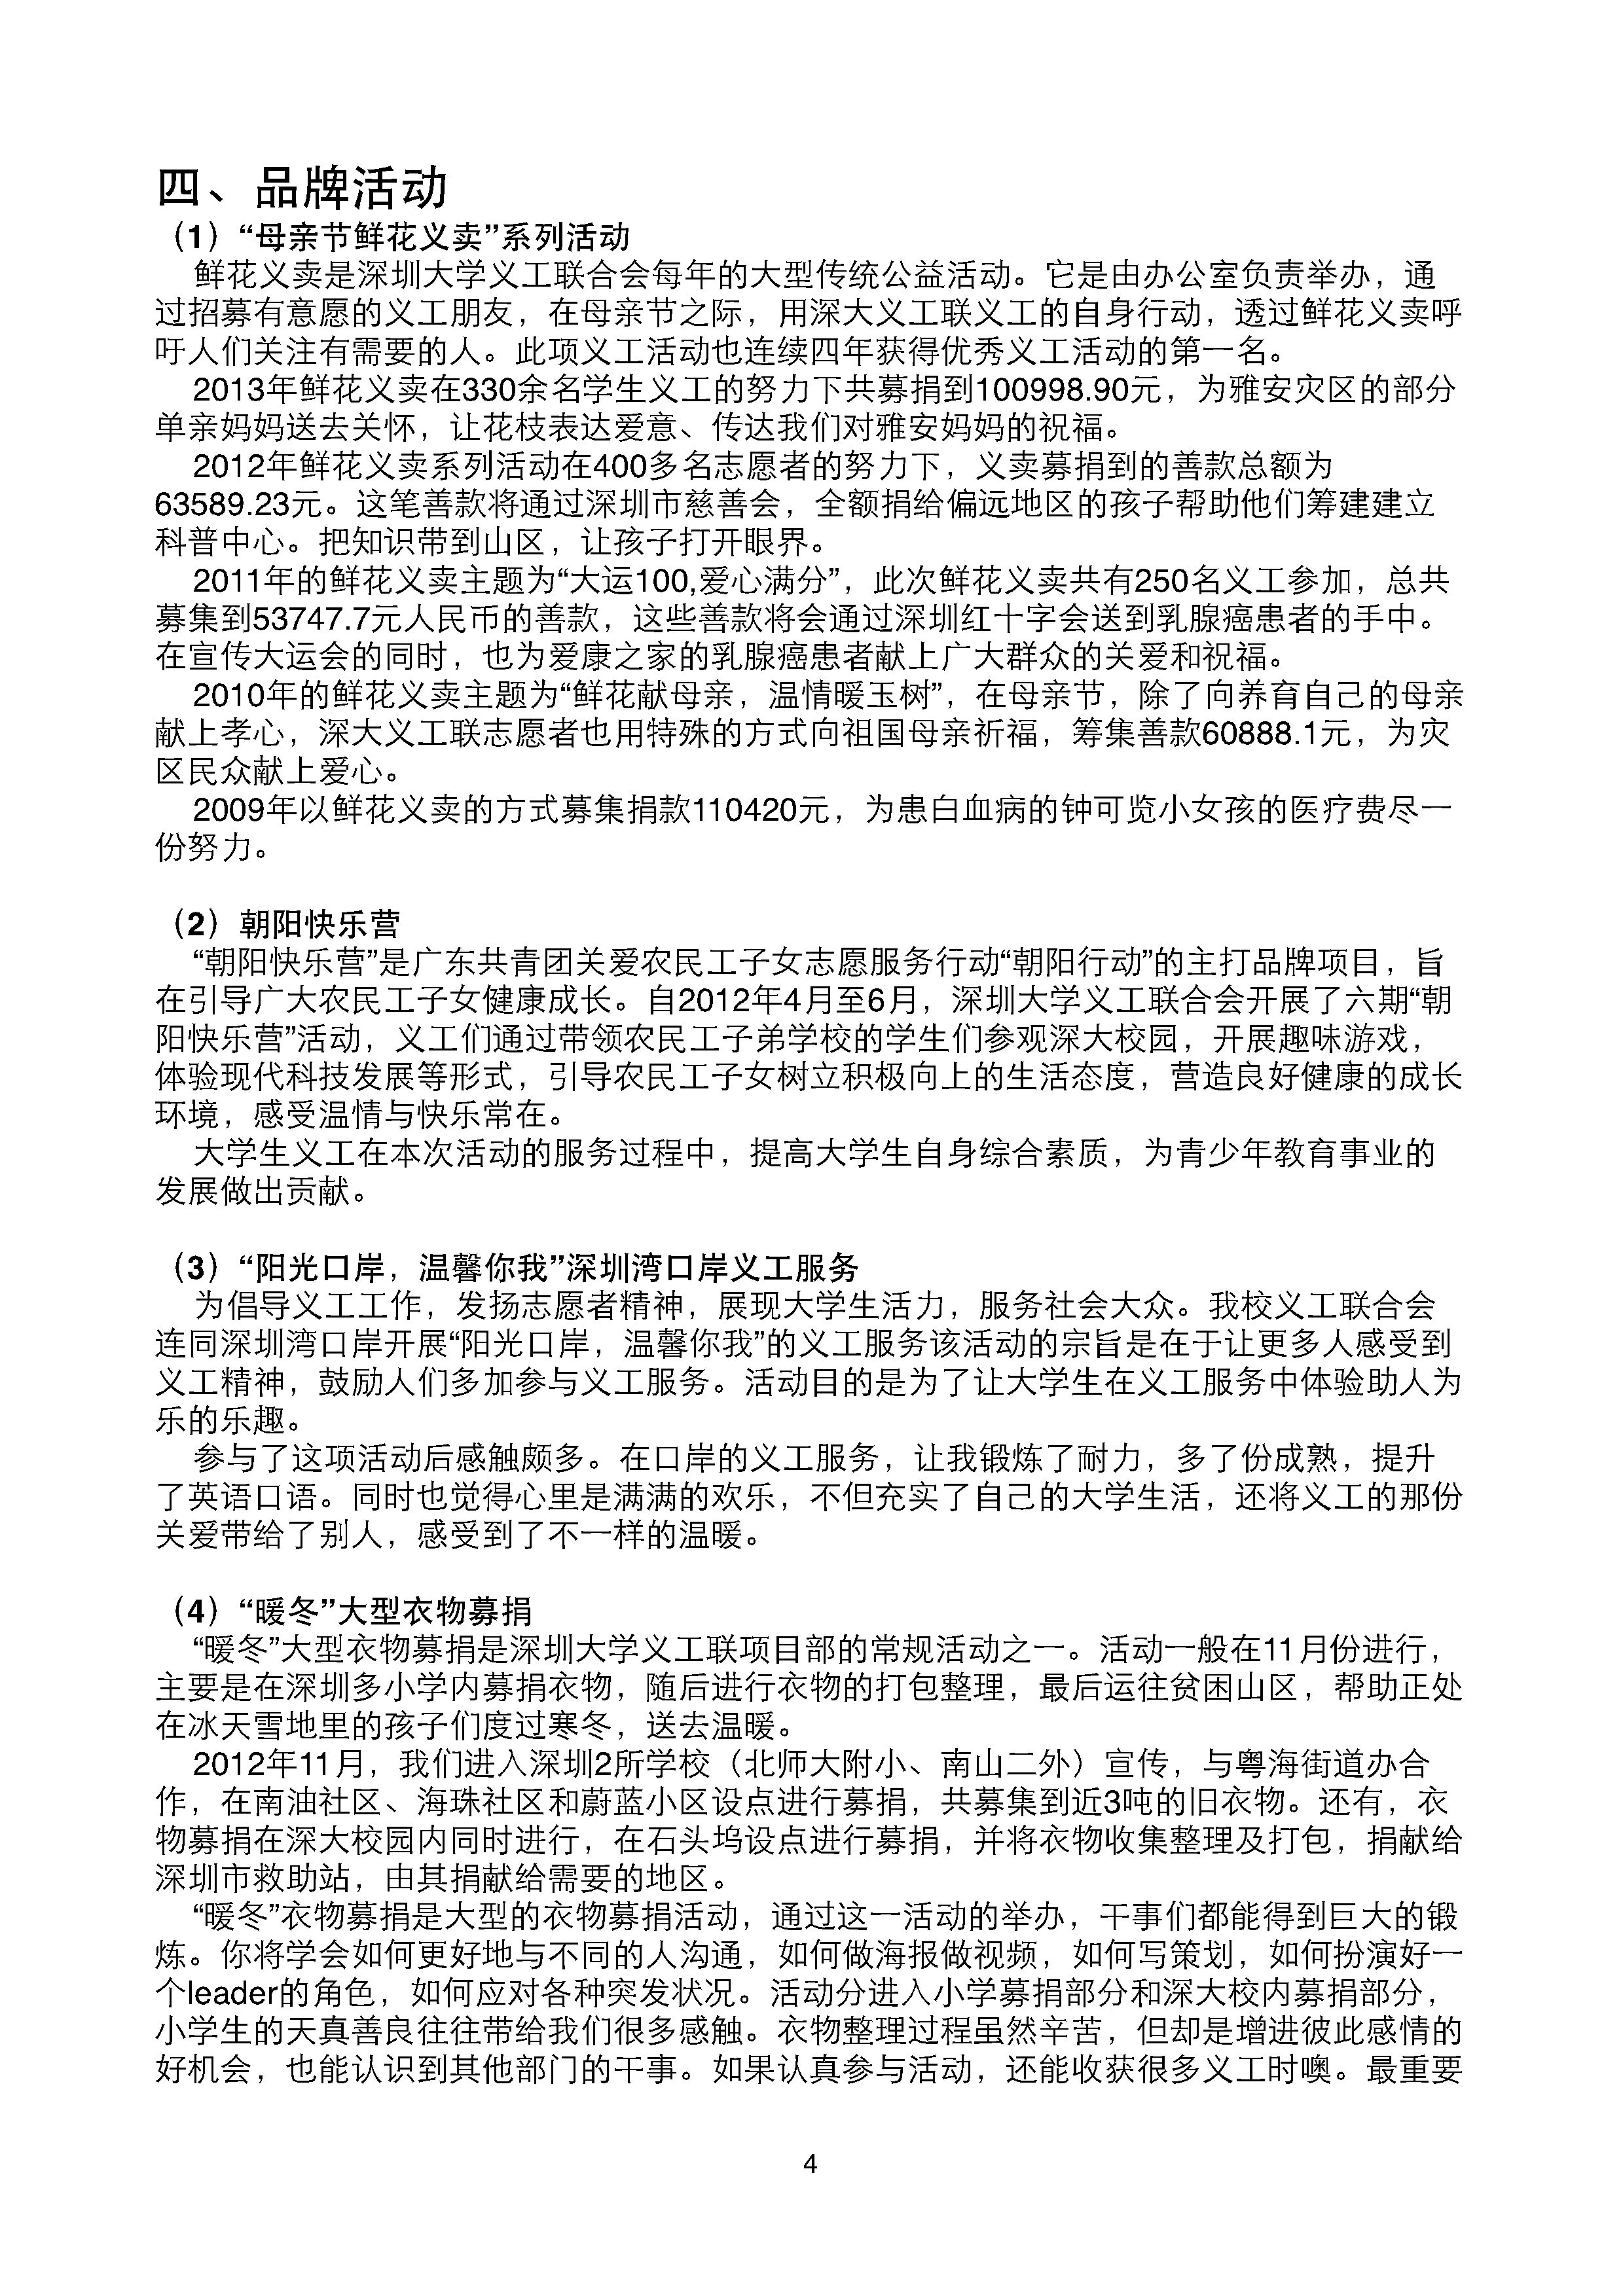 四、品牌活动
（1）“母亲节鲜花义卖”系列活动
鲜花义卖是深圳大学义工联合会每年的大型传统公益活动。它是由办公室负责举办，通
过招募有意愿的义工朋友，在母亲节之际，用深大义工联义工的自身行动，透过鲜花义卖呼
吁人们关注有需要的人。此项义工活动也连续四年获得优秀义工活动的第一名。
2013年鲜花义卖在330余名学生义工的努力下共募捐到100998.90元，为雅安灾区的部分
单亲妈妈送去关怀，让花枝表达爱意、传达我们对雅安妈妈的祝福。
2012年鲜花义卖系列活动在400多名志愿者的努力下，义卖募捐到的善款总额为
63589.23元。这笔善款将通过深圳市慈善会，全额捐给偏远地区的孩子帮助他们筹建建立
科普中心。把知识带到山区，让孩子打开眼界。
2011年的鲜花义卖主题为“大运100,爱心满分”，此次鲜花义卖共有250名义工参加，总共
募集到53747.7元人民币的善款，这些善款将会通过深圳红十字会送到乳腺癌患者的手中。
在宣传大运会的同时，也为爱康之家的乳腺癌患者献上广大群众的关爱和祝福。
2010年的鲜花义卖主题为“鲜花献母亲，温情暖玉树”，在母亲节，除了向养育自己的母亲
献上孝心，深大义工联志愿者也用特殊的方式向祖国母亲祈福，筹集善款60888.1元，为灾
区民众献上爱心。
2009年以鲜花义卖的方式募集捐款110420元，为患白血病的钟可览小女孩的医疗费尽一
份努力。
（2）朝阳快乐营
“朝阳快乐营”是广东共青团关爱农民工子女志愿服务行动“朝阳行动”的主打品牌项目，旨
在引导广大农民工子女健康成长。自2012年4月至6月，深圳大学义工联合会开展了六期“朝
阳快乐营”活动，义工们通过带领农民工子弟学校的学生们参观深大校园，开展趣味游戏，
体验现代科技发展等形式，引导农民工子女树立积极向上的生活态度，营造良好健康的成长
环境，感受温情与快乐常在。
大学生义工在本次活动的服务过程中，提高大学生自身综合素质，为青少年教育事业的
发展做出贡献。
（3）“阳光口岸，温馨你我”深圳湾口岸义工服务
为倡导义工工作，发扬志愿者精神，展现大学生活力，服务社会大众。我校义工联合会
连同深圳湾口岸开展“阳光口岸，温馨你我”的义工服务该活动的宗旨是在于让更多人感受到
义工精神，鼓励人们多加参与义工服务。活动目的是为了让大学生在义工服务中体验助人为
乐的乐趣。
参与了这项活动后感触颇多。在口岸的义工服务，让我锻炼了耐力，多了份成熟，提升
了英语口语。同时也觉得心里是满满的欢乐，不但充实了自己的大学生活，还将义工的那份
关爱带给了别人，感受到了不一样的温暖。
（4）“暖冬”大型衣物募捐
“暖冬”大型衣物募捐是深圳大学义工联项目部的常规活动之一。活动一般在11月份进行，
主要是在深圳多小学内募捐衣物，随后进行衣物的打包整理，最后运往贫困山区，帮助正处
在冰天雪地里的孩子们度过寒冬，送去温暖。
2012年11月，我们进入深圳2所学校（北师大附小、南山二外）宣传，与粤海街道办合
作，在南油社区、海珠社区和蔚蓝小区设点进行募捐，共募集到近3吨的旧衣物。还有，衣
物募捐在深大校园内同时进行，在石头坞设点进行募捐，并将衣物收集整理及打包，捐献给
深圳市救助站，由其捐献给需要的地区。
“暖冬”衣物募捐是大型的衣物募捐活动，通过这一活动的举办，干事们都能得到巨大的锻
炼。你将学会如何更好地与不同的人沟通，如何做海报做视频，如何写策划，如何扮演好一
个leader的角色，如何应对各种突发状况。活动分进入小学募捐部分和深大校内募捐部分，
小学生的天真善良往往带给我们很多感触。衣物整理过程虽然辛苦，但却是增进彼此感情的
好机会，也能认识到其他部门的干事。如果认真参与活动，还能收获很多义工时噢。最重要
4